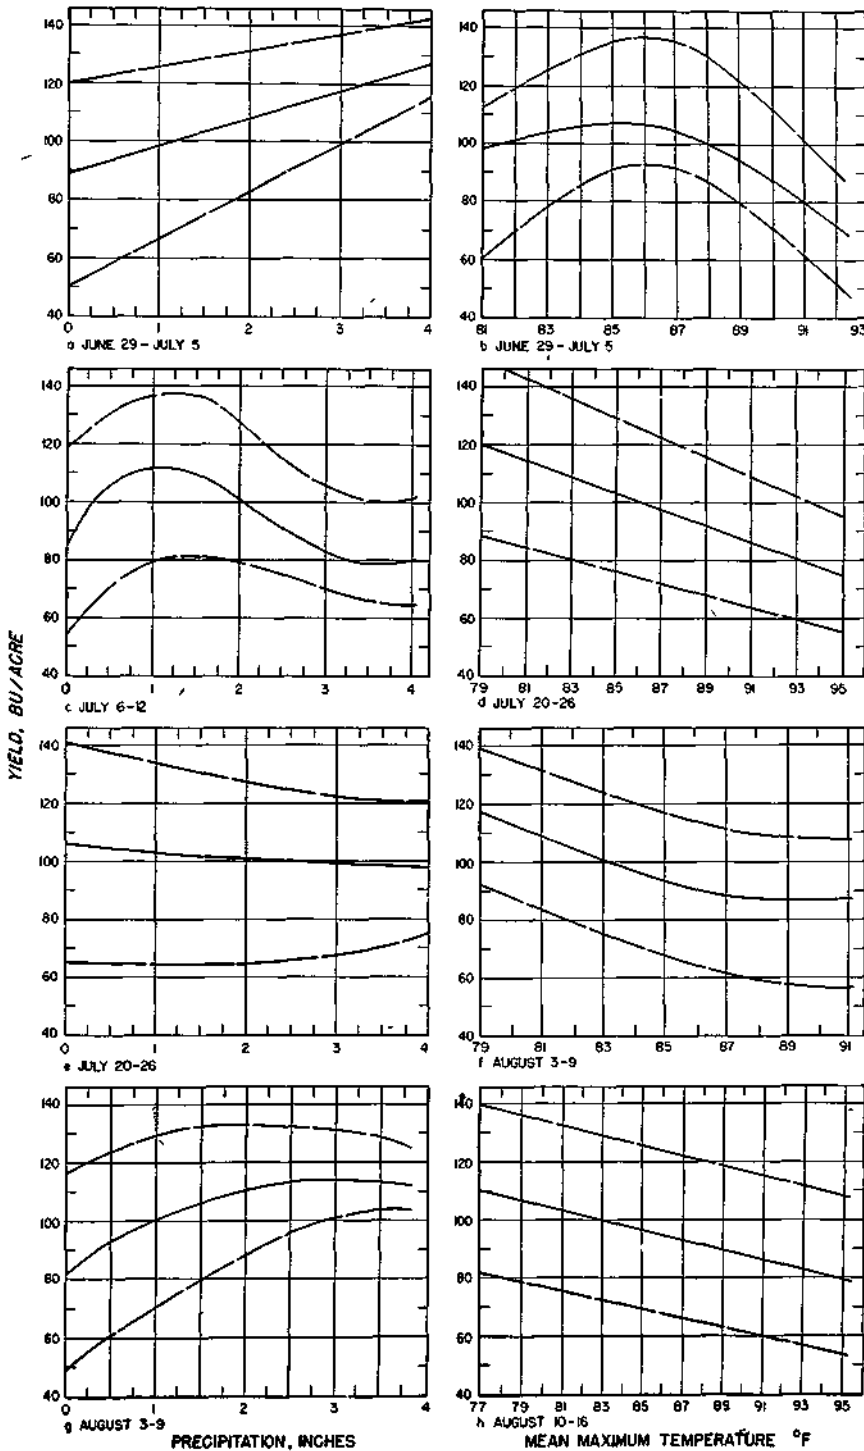 YIELD, BU/ACRE
140
120
100
80
60
40
0 1 2 3 4
a JUNE 29 - JULY 5
140
120
100
80
60
40
81 83 85 87 89 91 93
b JUNE 29 - JULY 5
140
120
100
80
60
40
0 1 2 3 4
c JULY 6-12
140
120
100
80
60
40
79 81 83 85 87 89 91 93 95
d JULY 20-26
140
120
100
80
60
40
0 1 2 3 4
e JULY 20-26
140
120
100
80
60
40
79 81 83 85 87 89 91
f AUGUST 3-9
140
120
100
80
60
40
0 1 2 3 4
g AUGUST 3-9
PRECIPITATION, INCHES
140
120
100
80
60
40
77 79 81 83 85 87 89 91 93 95
h AUGUST 10-16
MEAN MAXIMUM TEMPERATURE °F